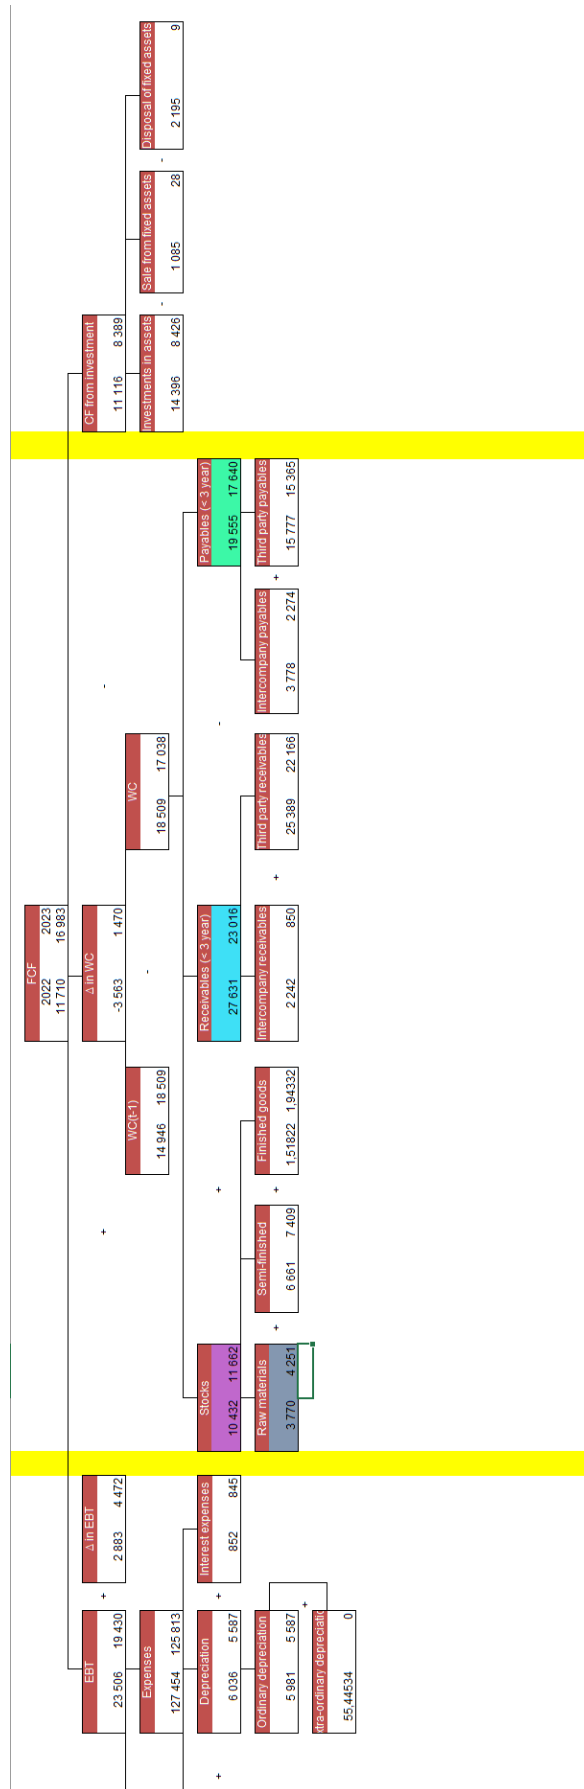 FCF
2022 2023
11 710 16 983
EBT
23 506 19 430
+
Δ in EBT
2 883 4 472
+
Δ in WC
-3 563 1 470
-
CF from investment
11 116 8 389
Expenses
127 454 125 813
WC(t-1)
14 946 18 509
-
WC
18 509 17 038
Investments in assets
14 396 8 426
-
Sale from fixed assets
1 085 28
-
Disposal of fixed assets
2 195 9
+
Depreciation
6 036 5 587
+
Interest expenses
852 845
Stocks
10 432 11 662
+
Receivables (< 3 year)
27 631 23 016
-
Payables (< 3 year)
19 555 17 640
Ordinary depreciation
5 981 5 587
+
Raw materials
3 770 4 251
+
Semi-finished
6 661 7 409
+
Finished goods
1,51822 1,94332
Intercompany receivables
2 242 850
+
Third party receivables
25 389 22 166
Intercompany payables
3 778 2 274
+
Third party payables
15 777 15 365
xtra-ordinary depreciatio
55,44534 0